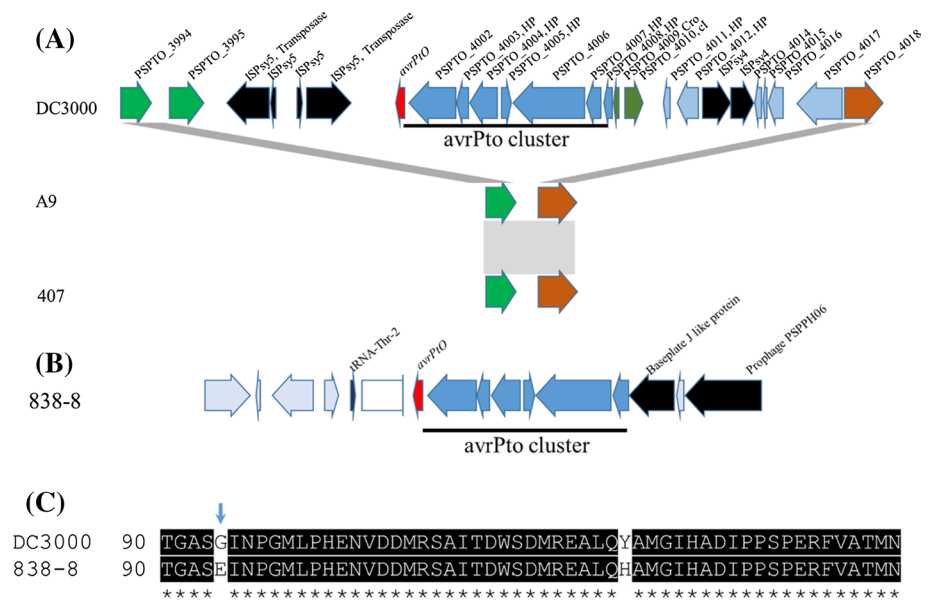 (A)
PSPTO_3994
PSPTO_3995
ISPsy5, Transposase
ISPsy5
ISPsy5
ISPsy5, Transposase
avrPtO
PSPTO_4002
PSPTO_4003, HP
PSPTO_4004, HP
PSPTO_4005, HP
PSPTO_4006
PSPTO_4007, HP
PSPTO_4008, HP
PSPTO_4009, Cro
PSPTO_4010, cI
PSPTO_4011, HP
PSPTO_4012, HP
ISPsy4
ISPsy4
PSPTO_4014
PSPTO_4015
PSPTO_4016
PSPTO_4017
PSPTO_4018
DC3000
avrPto cluster
A9
407
(B)
838-8
tRNA-Thr-2
avrPtO
Baseplate J like protein
Prophage PSPPH06
avrPto cluster
(C)
DC3000 90 TGASGINPGMLPHENVDDMRSAITDWSDMREALQYAMGIHADIPPSPERFVATMN
838-8 90 TGASEINPGMLPHENVDDMRSAITDWSDMREALQHAMGIHADIPPSPERFVATMN
**** ***************************** ********************